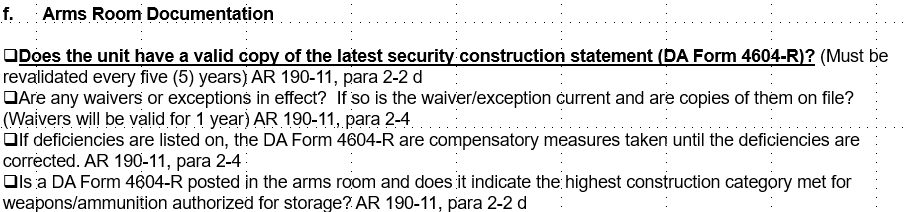 f. Arms Room Documentation
❑Does the unit have a valid copy of the latest security construction statement (DA Form 4604-R)? (Must be
revalidated every five (5) years) AR 190-11, para 2-2 d
❑Are any waivers or exceptions in effect? If so is the waiver/exception current and are copies of them on file?
(Waivers will be valid for 1 year) AR 190-11, para 2-4
❑If deficiencies are listed on, the DA Form 4604-R are compensatory measures taken until the deficiencies are
corrected. AR 190-11, para 2-4
❑Is a DA Form 4604-R posted in the arms room and does it indicate the highest construction category met for
weapons/ammunition authorized for storage? AR 190-11, para 2-2 d